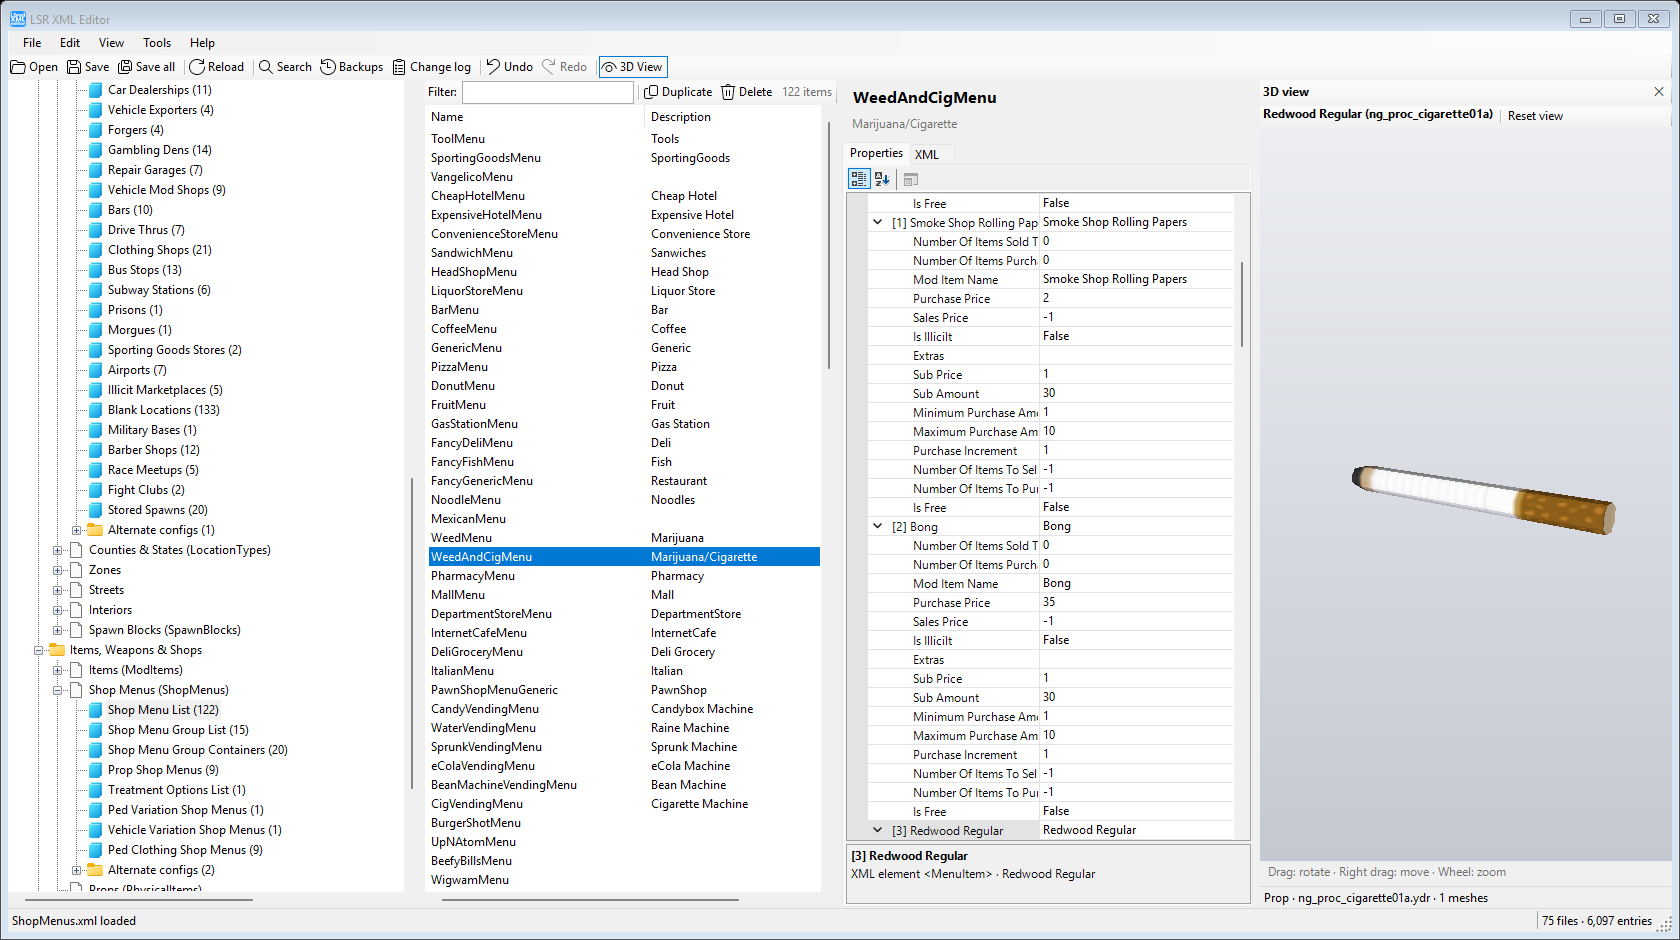 LSR XML Editor
File Edit View Tools Help
Open Save Save all Reload Search Backups Change log Undo Redo 3D View
Car Dealerships (11)
Vehicle Exporters (4)
Forgers (4)
Gambling Dens (14)
Repair Garages (7)
Vehicle Mod Shops (9)
Bars (10)
Drive Thrus (7)
Clothing Shops (21)
Bus Stops (13)
Subway Stations (6)
Prisons (1)
Morgues (1)
Sporting Goods Stores (2)
Airports (7)
Illicit Marketplaces (5)
Blank Locations (133)
Military Bases (1)
Barber Shops (12)
Race Meetups (5)
Fight Clubs (2)
Stored Spawns (20)
Alternate configs (1)
Counties & States (LocationTypes)
Zones
Streets
Interiors
Spawn Blocks (SpawnBlocks)
Items, Weapons & Shops
Items (ModItems)
Shop Menus (ShopMenus)
Shop Menu List (122)
Shop Menu Group List (15)
Shop Menu Group Containers (20)
Prop Shop Menus (9)
Treatment Options List (1)
Ped Variation Shop Menus (1)
Vehicle Variation Shop Menus (1)
Ped Clothing Shop Menus (9)
Alternate configs (2)
Props (PhysicalItems)
Filter: Duplicate Delete 122 items
Name Description
ToolMenu Tools
SportingGoodsMenu SportingGoods
VangelicoMenu
CheapHotelMenu Cheap Hotel
ExpensiveHotelMenu Expensive Hotel
ConvenienceStoreMenu Convenience Store
SandwichMenu Sanwiches
HeadShopMenu Head Shop
LiquorStoreMenu Liquor Store
BarMenu Bar
CoffeeMenu Coffee
GenericMenu Generic
PizzaMenu Pizza
DonutMenu Donut
FruitMenu Fruit
GasStationMenu Gas Station
FancyDeliMenu Deli
FancyFishMenu Fish
FancyGenericMenu Restaurant
NoodleMenu Noodles
MexicanMenu
WeedMenu Marijuana
WeedAndCigMenu Marijuana/Cigarette
PharmacyMenu Pharmacy
MallMenu Mall
DepartmentStoreMenu DepartmentStore
InternetCafeMenu InternetCafe
DeliGroceryMenu Deli Grocery
ItalianMenu Italian
PawnShopMenuGeneric PawnShop
CandyVendingMenu Candybox Machine
WaterVendingMenu Raine Machine
SprunkVendingMenu Sprunk Machine
eColaVendingMenu eCola Machine
BeanMachineVendingMenu Bean Machine
CigVendingMenu Cigarette Machine
BurgerShotMenu
UpNAtomMenu
BeefyBillsMenu
WigwamMenu
WeedAndCigMenu
Marijuana/Cigarette
Properties XML
Is Free False
[1] Smoke Shop Rolling Pap Smoke Shop Rolling Papers
Number Of Items Sold T 0
Number Of Items Purch 0
Mod Item Name Smoke Shop Rolling Papers
Purchase Price 2
Sales Price -1
Is Illicilt False
Extras
Sub Price 1
Sub Amount 30
Minimum Purchase Am 1
Maximum Purchase Am 10
Purchase Increment 1
Number Of Items To Sel -1
Number Of Items To Pu -1
Is Free False
[2] Bong Bong
Number Of Items Sold T 0
Number Of Items Purch 0
Mod Item Name Bong
Purchase Price 35
Sales Price -1
Is Illicilt False
Extras
Sub Price 1
Sub Amount 30
Minimum Purchase Am 1
Maximum Purchase Am 10
Purchase Increment 1
Number Of Items To Sel -1
Number Of Items To Pu -1
Is Free False
[3] Redwood Regular Redwood Regular
[3] Redwood Regular
XML element <MenuItem> · Redwood Regular
3D view
Redwood Regular (ng_proc_cigarette01a) Reset view
Drag: rotate · Right drag: move · Wheel: zoom
Prop · ng_proc_cigarette01a.ydr · 1 meshes
ShopMenus.xml loaded
75 files · 6,097 entries